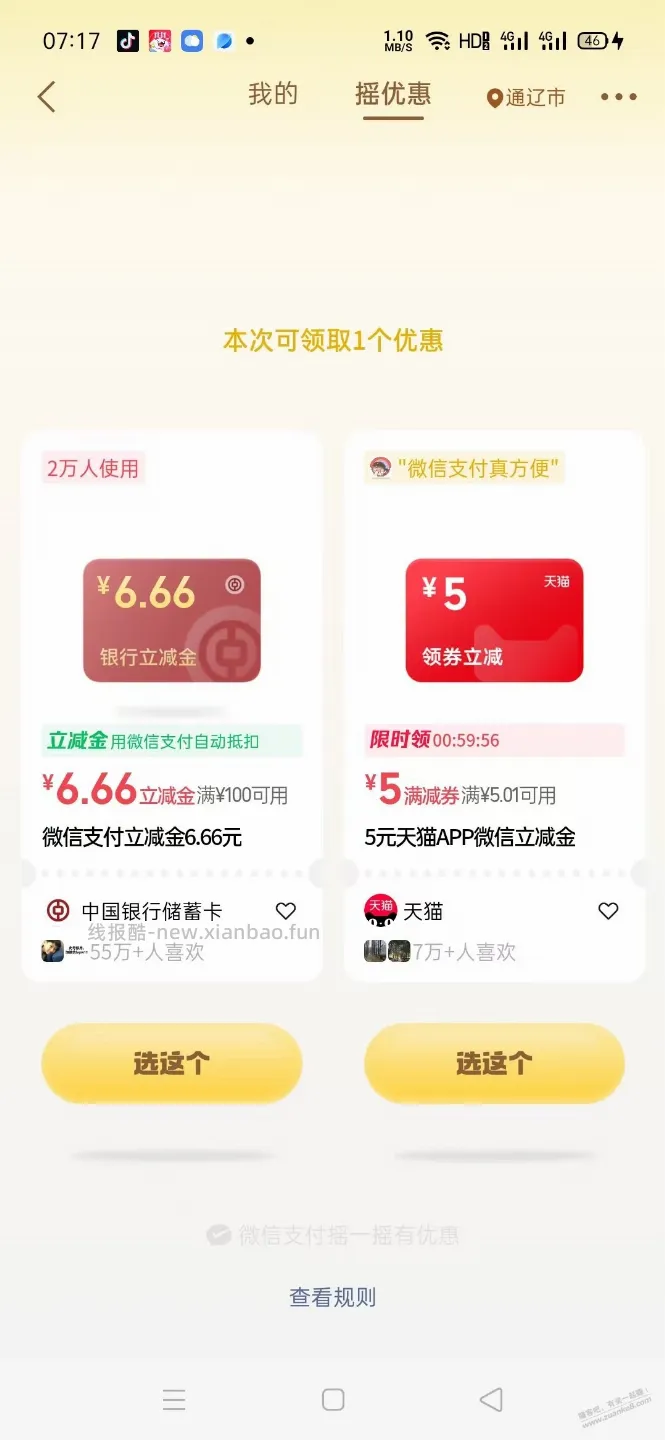 07:17
1.10 MB/S
HD
4G
4G
46
我的
摇优惠
通辽市
本次可领取1个优惠
2万人使用
"微信支付真方便"
¥6.66
银行立减金
¥5
天猫
领券立减
立减金 用微信支付自动抵扣
限时领 00:59:56
¥6.66立减金满¥100可用
¥5满减券满¥5.01可用
微信支付立减金6.66元
5元天猫APP微信立减金
中国银行储蓄卡
天猫
天猫
线报酷-new.xianbao.fun
55万+人喜欢
7万+人喜欢
选这个
选这个
微信支付摇一摇有优惠
查看规则
www.zuanke8.com